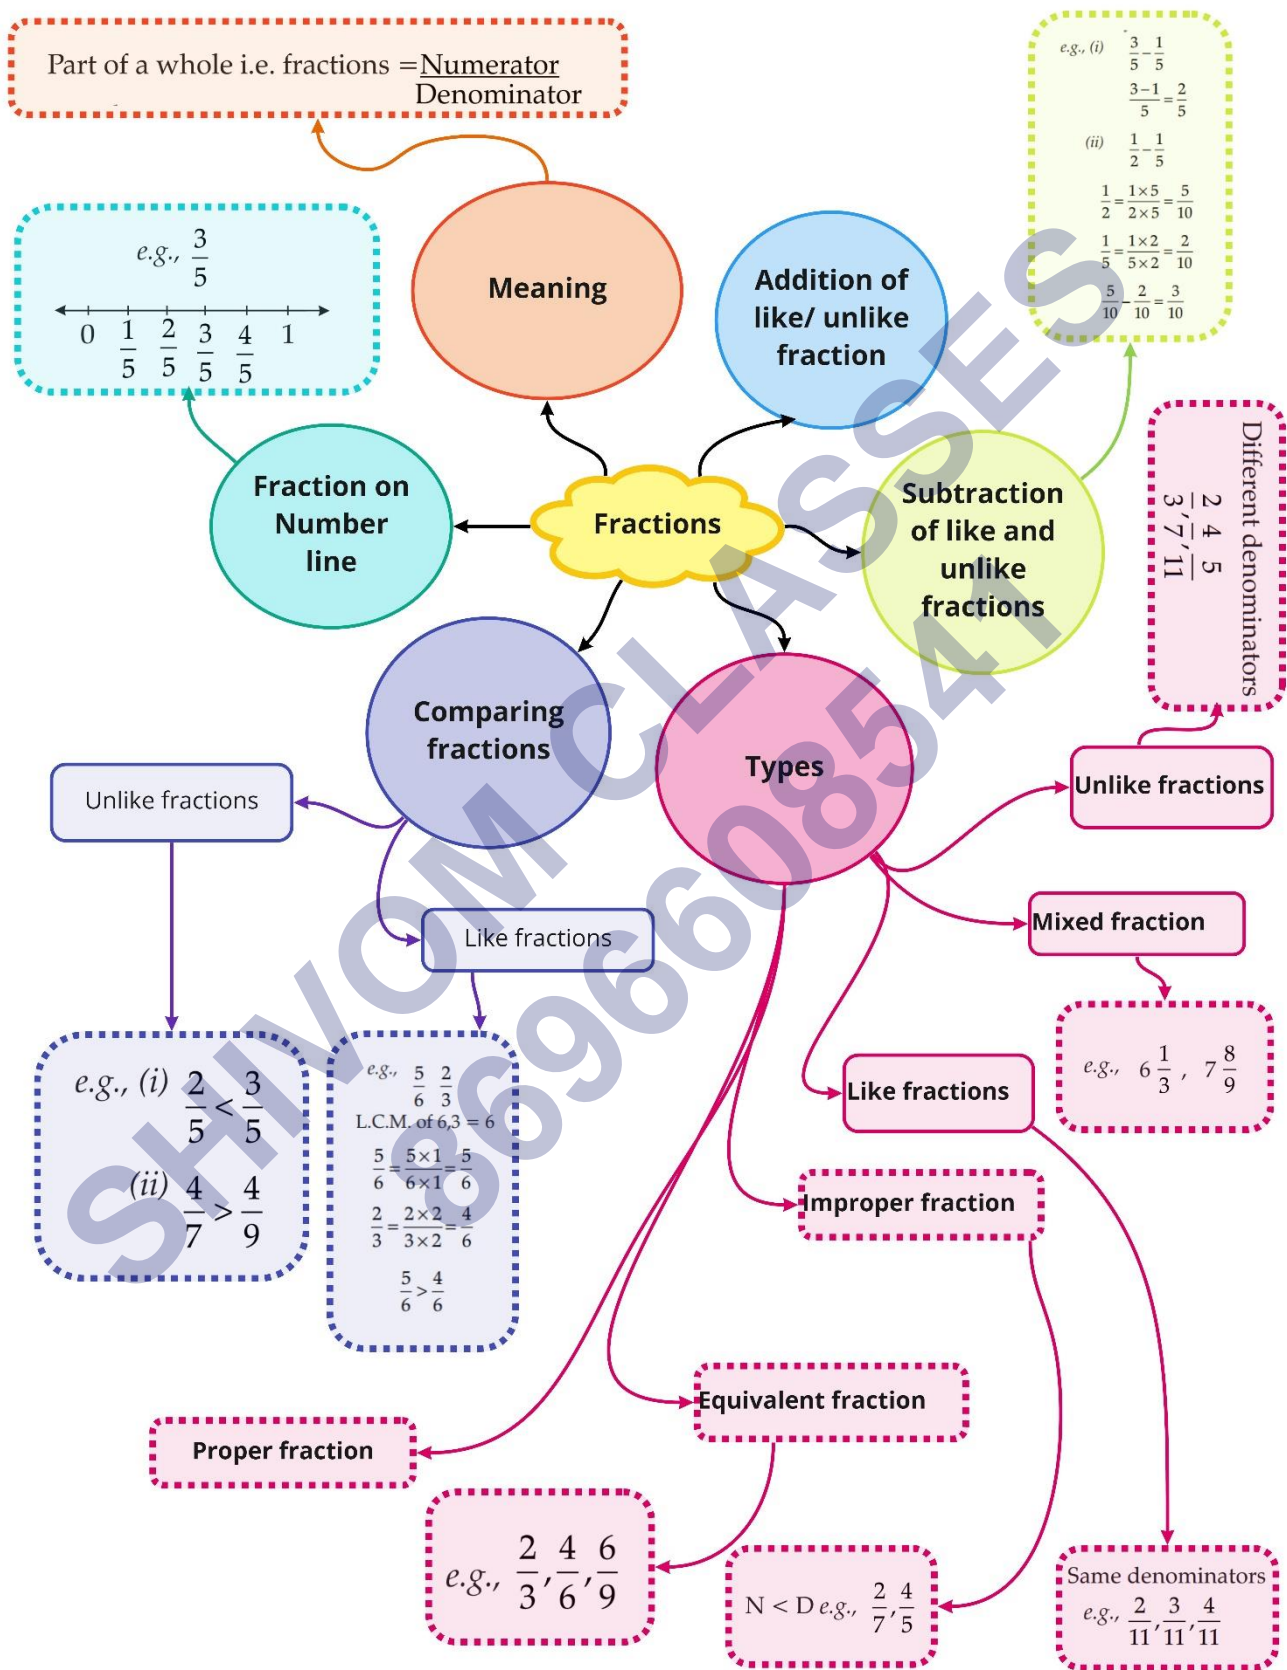 Part of a whole i.e. fractions = Numerator
Denominator
e.g., (i) 3/5 − 1/5
3−1/5 = 2/5
(ii) 1/2 − 1/5
1/2 = 1×5/2×5 = 5/10
1/5 = 1×2/5×2 = 2/10
5/10 − 2/10 = 3/10
e.g., 3/5
0 1/5 2/5 3/5 4/5 1
Meaning
Addition of
like/ unlike
fraction
Fraction on
Number
line
Fractions
Subtraction
of like and
unlike
fractions
Different denominators
2/3, 4/7, 5/11
Comparing
fractions
Types
Unlike fractions
Unlike fractions
Like fractions
Mixed fraction
e.g., (i) 2/5 < 3/5
(ii) 4/7 > 4/9
e.g., 5/6 2/3
L.C.M. of 6,3 = 6
5/6 = 5×1/6×1 = 5/6
2/3 = 2×2/3×2 = 4/6
5/6 > 4/6
e.g., 6 1/3 , 7 8/9
Like fractions
Improper fraction
Equivalent fraction
Proper fraction
e.g., 2/3, 4/6, 6/9
N < D e.g., 2/7, 4/5
Same denominators
e.g., 2/11, 3/11, 4/11
SHIVOM CLASSES
8696608541